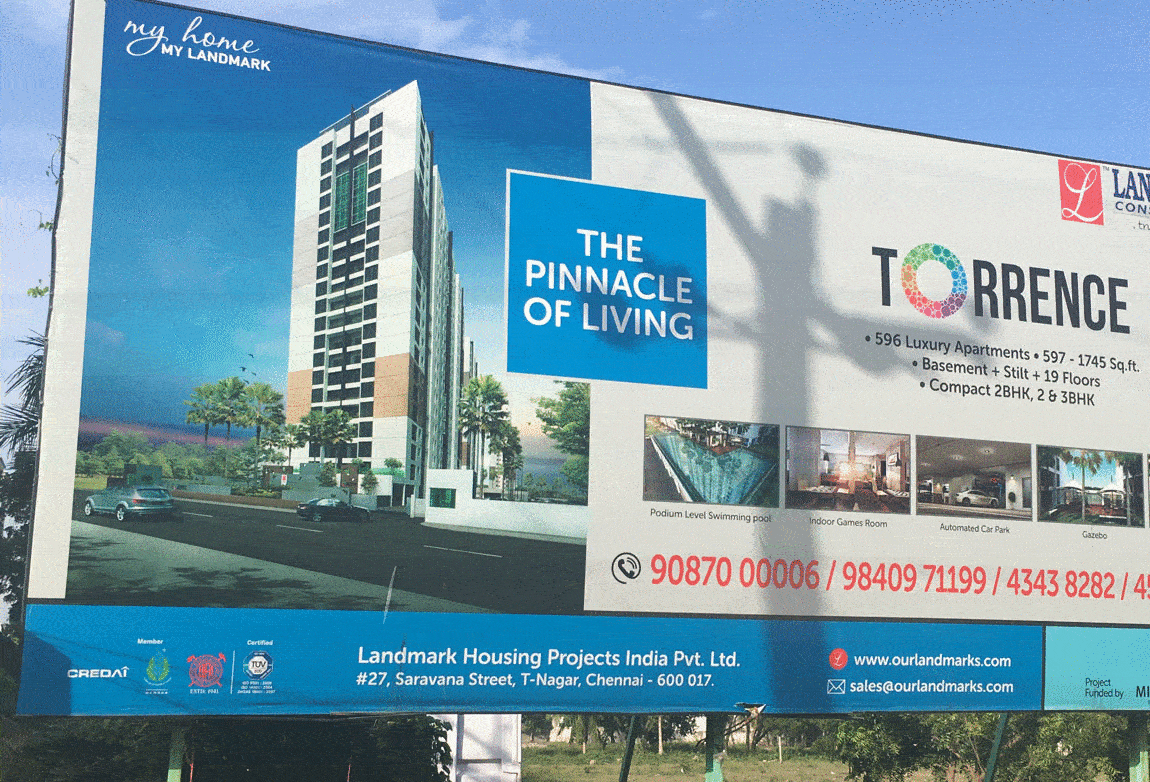 my home
MY LANDMARK
THE
PINNACLE
OF LIVING
TORRENCE
• 596 Luxury Apartments • 597 - 1745 Sq.ft.
• Basement + Stilt + 19 Floors
• Compact 2BHK, 2 & 3BHK
Podium Level Swimming pool
Indoor Games Room
Automated Car Park
Gazebo
90870 00006 / 98409 71199 / 4343 8282 /
CREDAI
Member
Certified
TUV
ESTD. 1941
Landmark Housing Projects India Pvt. Ltd.
#27, Saravana Street, T-Nagar, Chennai - 600 017.
www.ourlandmarks.com
sales@ourlandmarks.com
Project
Funded by